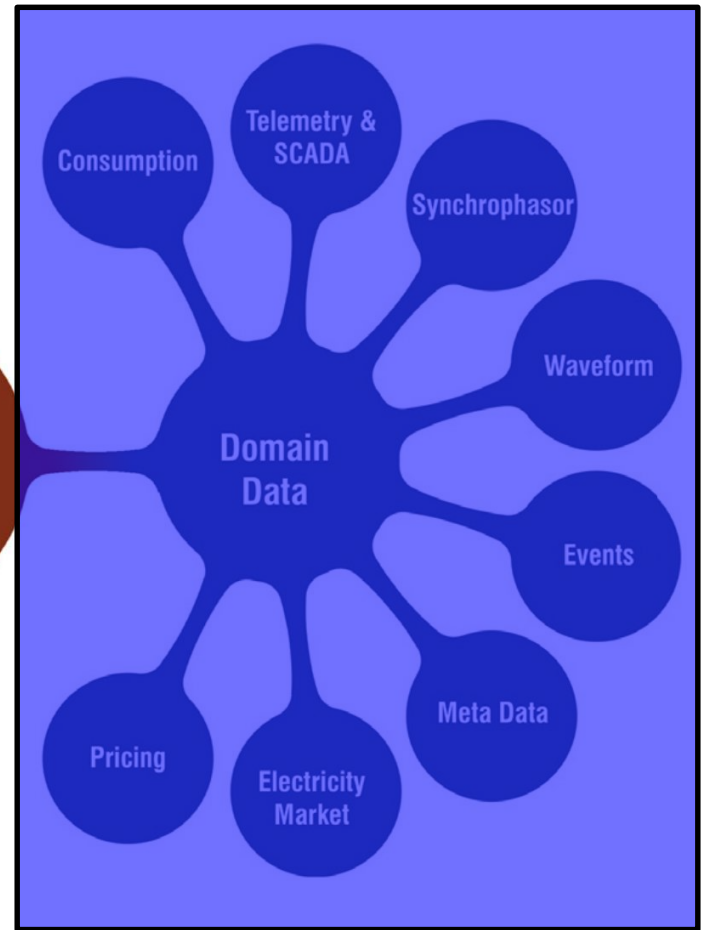 Consumption
Telemetry &
SCADA
Synchrophasor
Waveform
Domain
Data
Events
Meta Data
Pricing
Electricity
Market